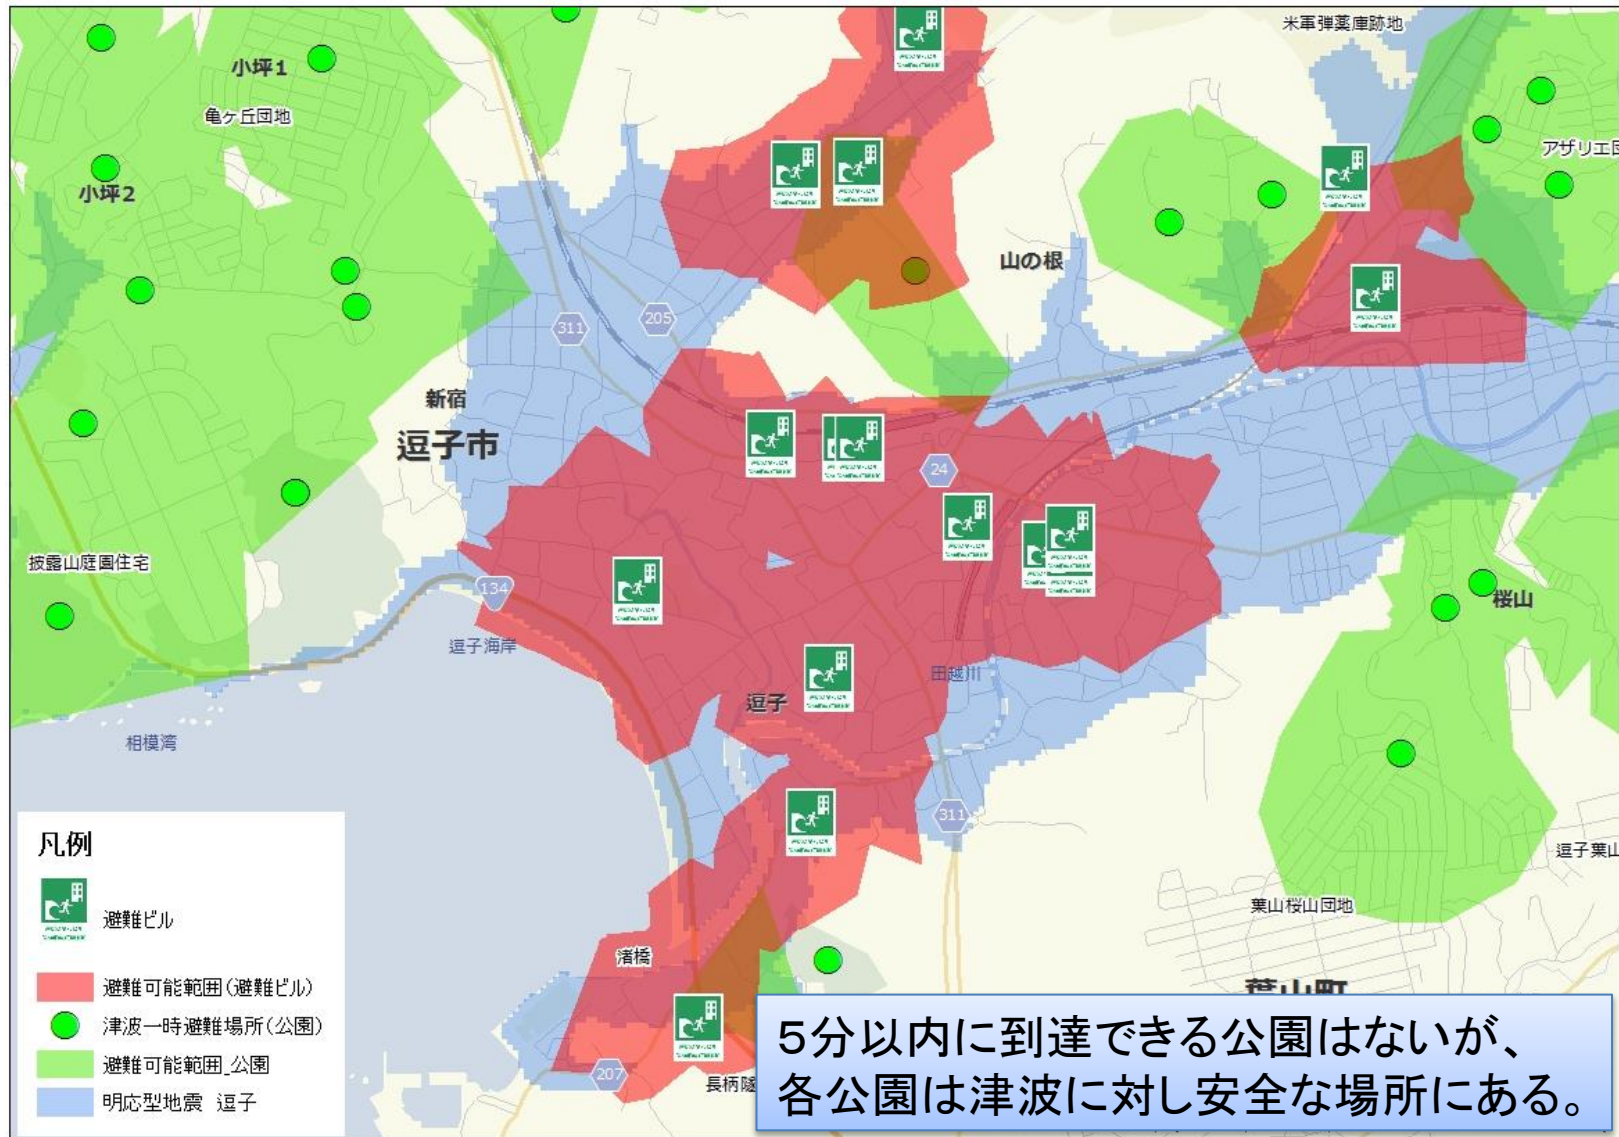 米軍弾薬庫跡地
小坪1
亀ヶ丘団地
アザリエ団
小坪2
山の根
311
205
新宿
逗子市
24
披露山庭園住宅
134
桜山
逗子海岸
田越川
逗子
相模湾
311
逗子葉山
葉山桜山団地
渚橋
葉山町
207
長柄隧
凡例
避難ビル
避難可能範囲(避難ビル)
津波一時避難場所(公園)
避難可能範囲_公園
明応型地震 逗子
5分以内に到達できる公園はないが、
各公園は津波に対し安全な場所にある。